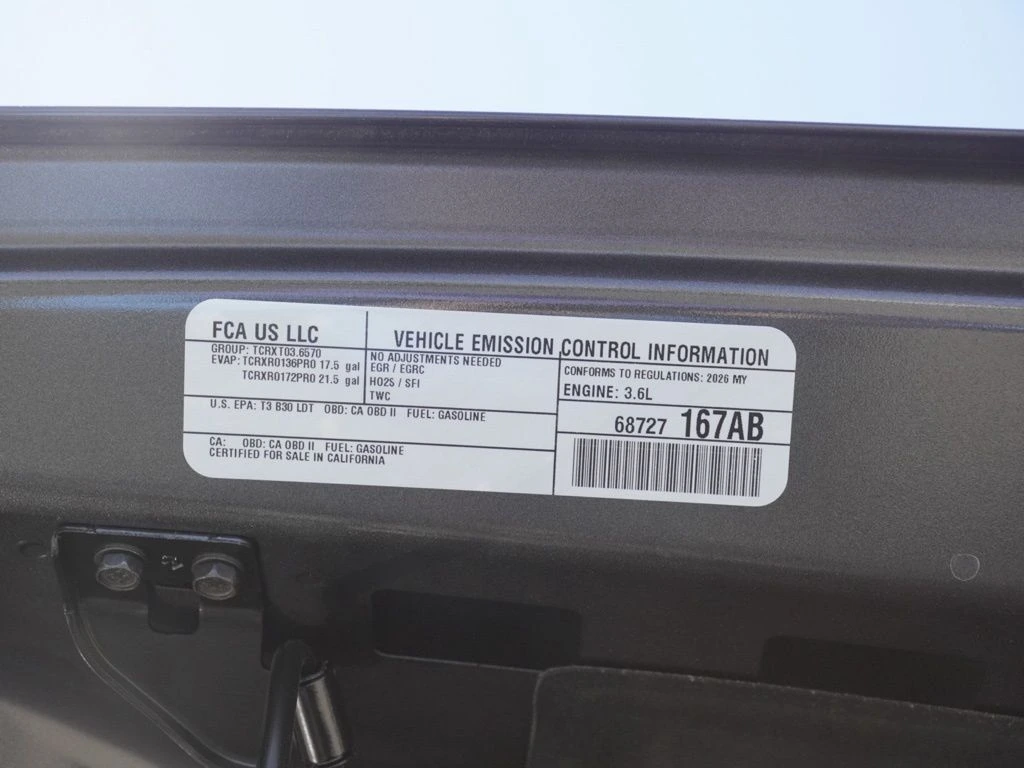 FCA US LLC
GROUP: TCRXT03.6570
EVAP: TCRXR0136PR0 17.5 gal
TCRXR0172PR0 21.5 gal
VEHICLE EMISSION CONTROL INFORMATION
NO ADJUSTMENTS NEEDED
EGR / EGRC
HO2S / SFI
TWC
CONFORMS TO REGULATIONS: 2026 MY
ENGINE: 3.6L
U.S. EPA: T3 B30 LDT OBD: CA OBD II FUEL: GASOLINE
68727 167AB
CA: OBD: CA OBD II FUEL: GASOLINE
CERTIFIED FOR SALE IN CALIFORNIA